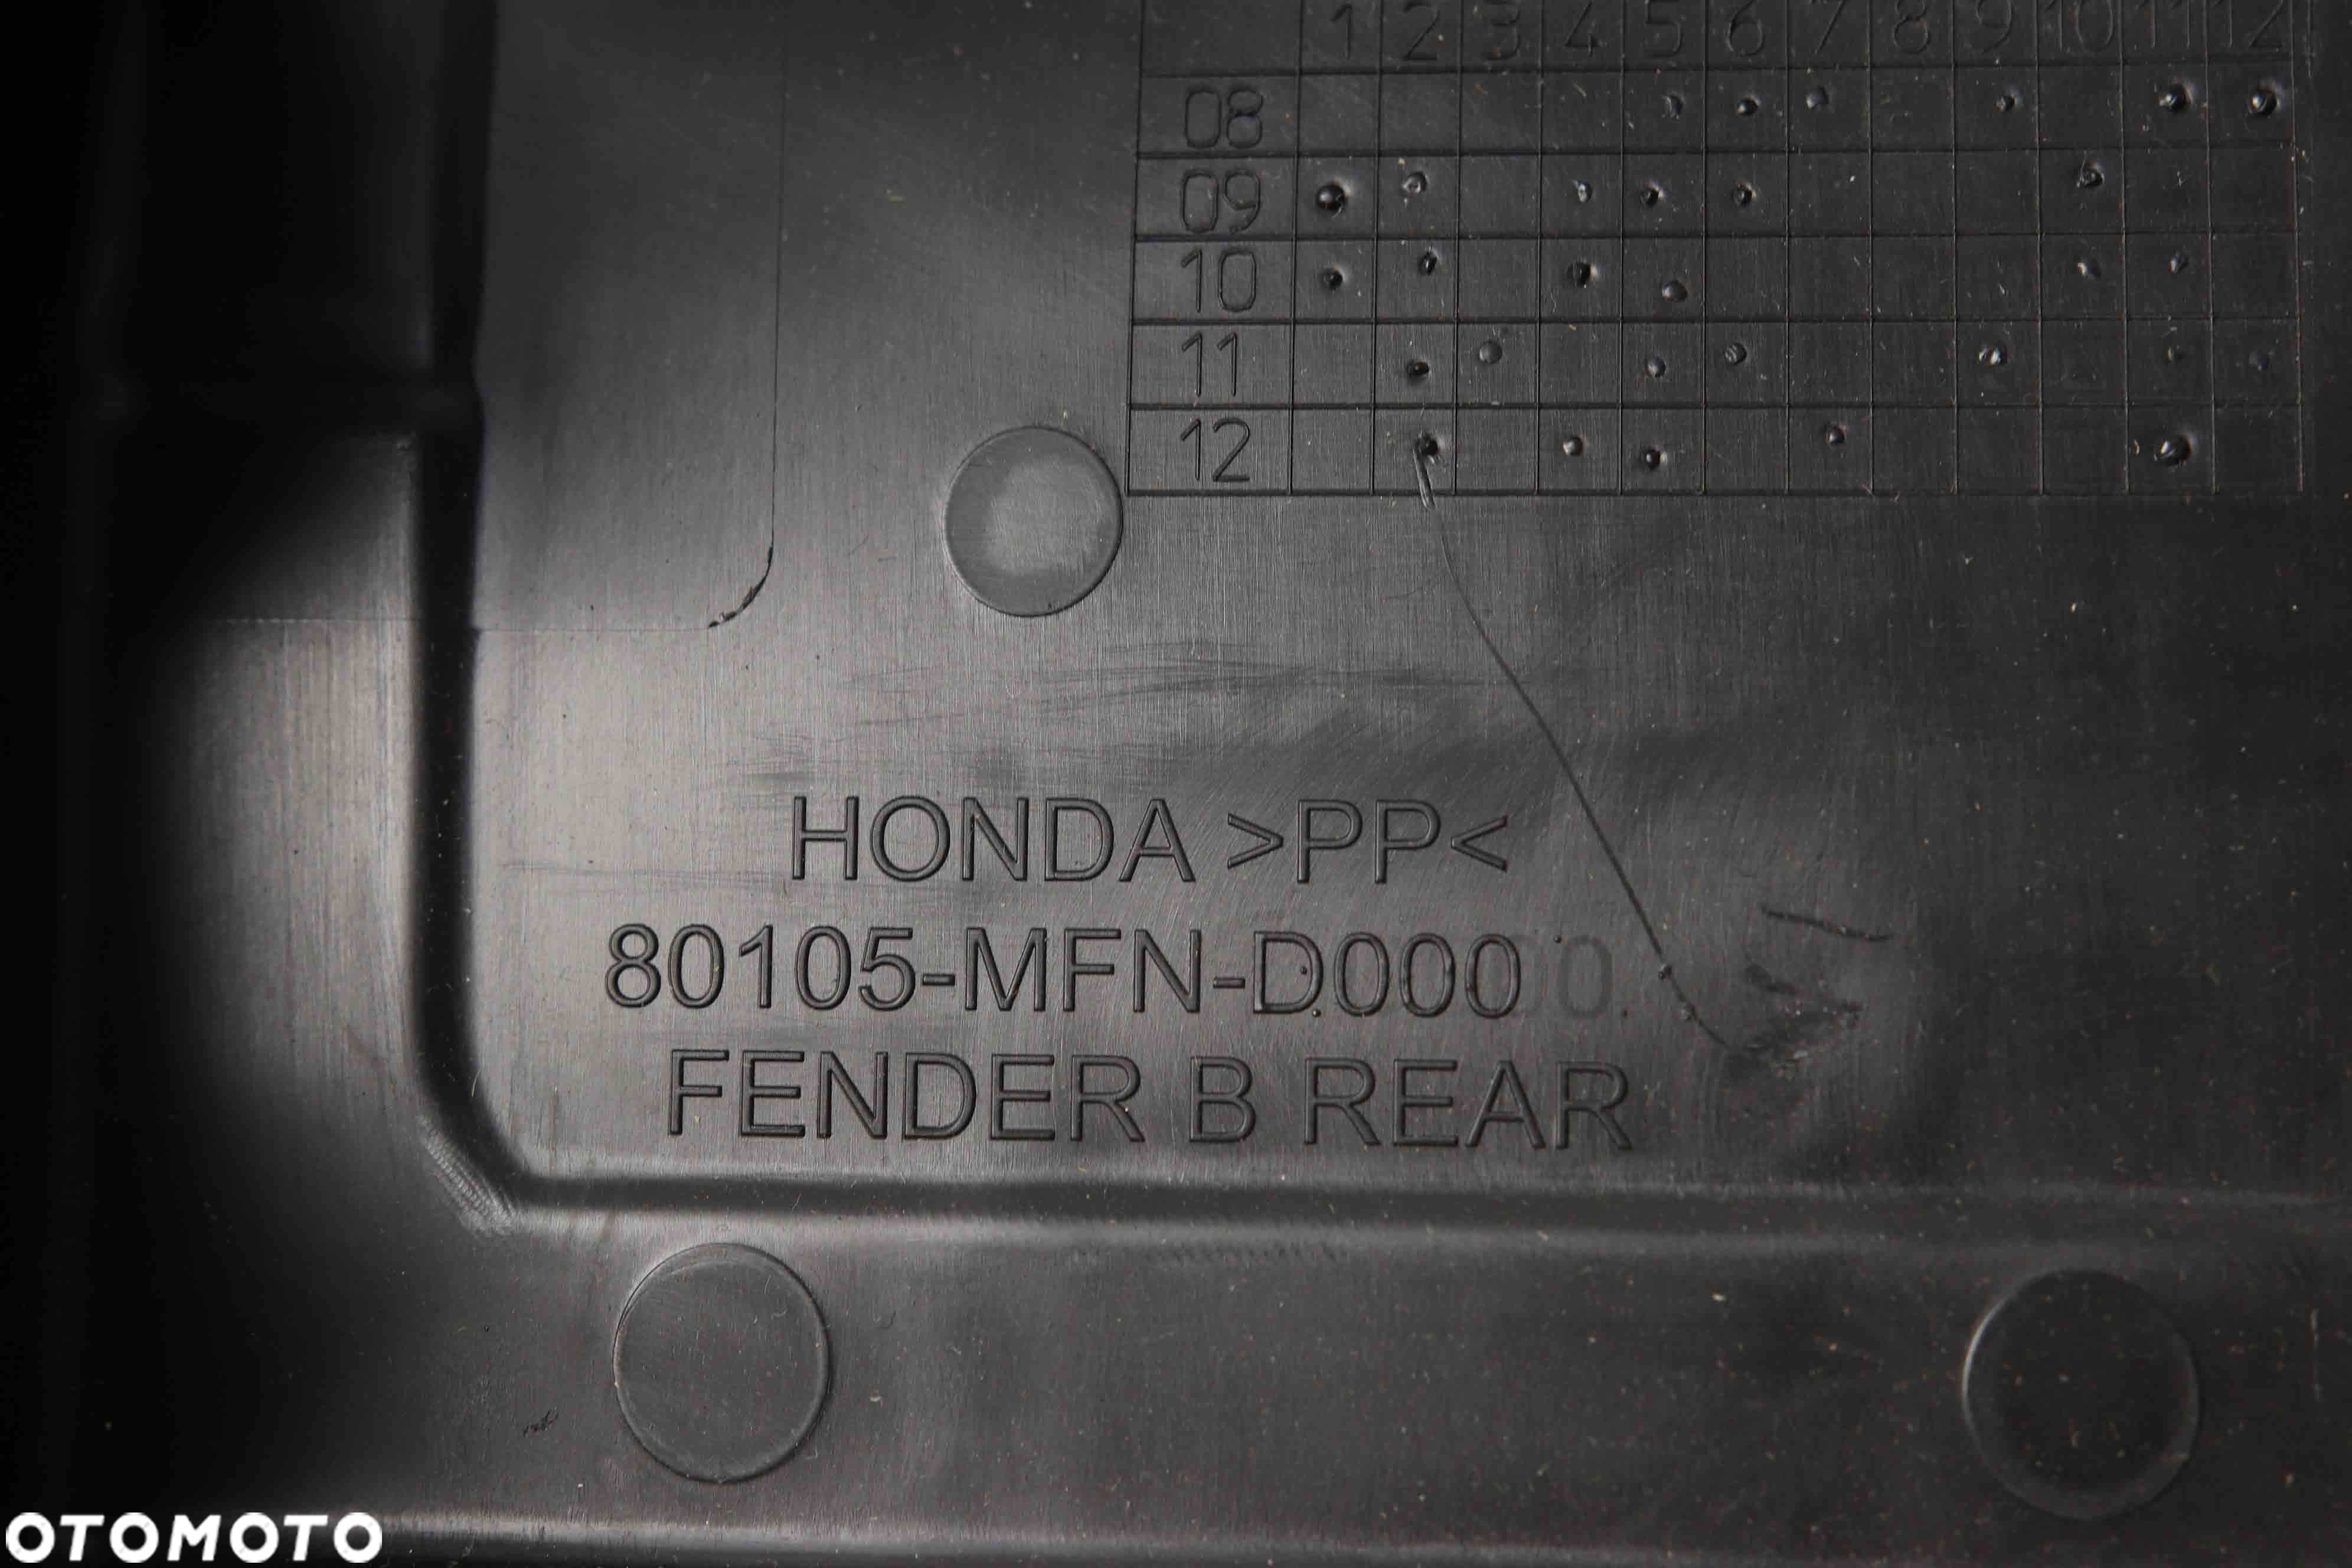 1 2 3 4 5 6 7 8 9 10 11 12
08
09
10
11
12
HONDA >PP<
80105-MFN-D000
FENDER B REAR
OTOMOTO